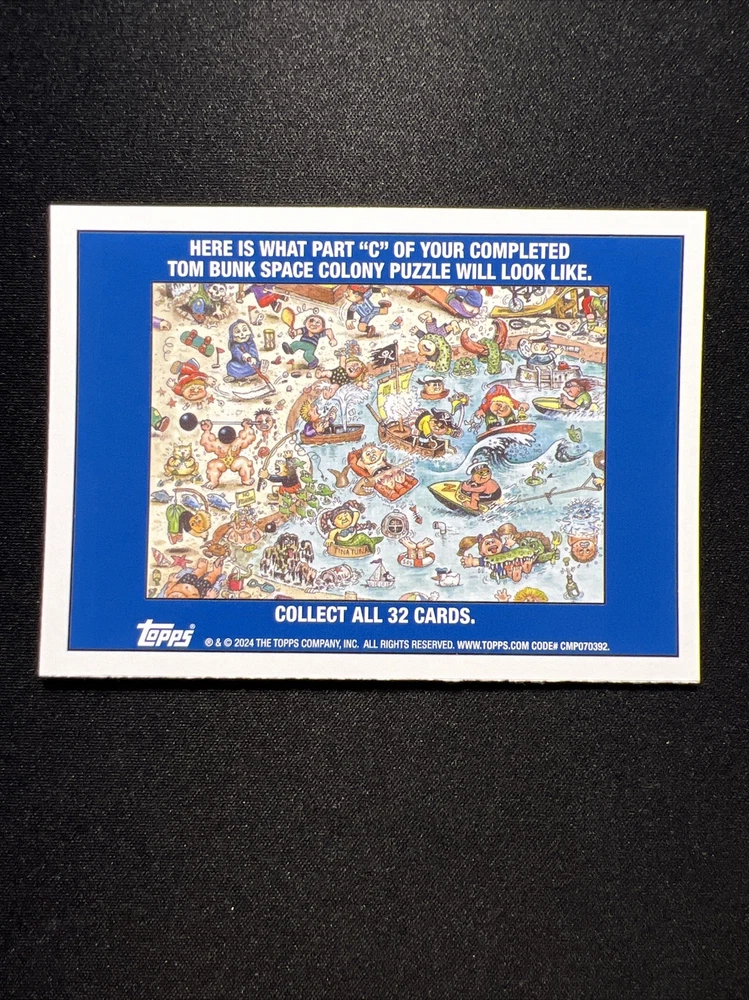 HERE IS WHAT PART “C” OF YOUR COMPLETED
TOM BUNK SPACE COLONY PUZZLE WILL LOOK LIKE.
TINA TUNA
COLLECT ALL 32 CARDS.
TOPPS®
® & © 2024 THE TOPPS COMPANY, INC. ALL RIGHTS RESERVED. WWW.TOPPS.COM CODE# CMP070392.